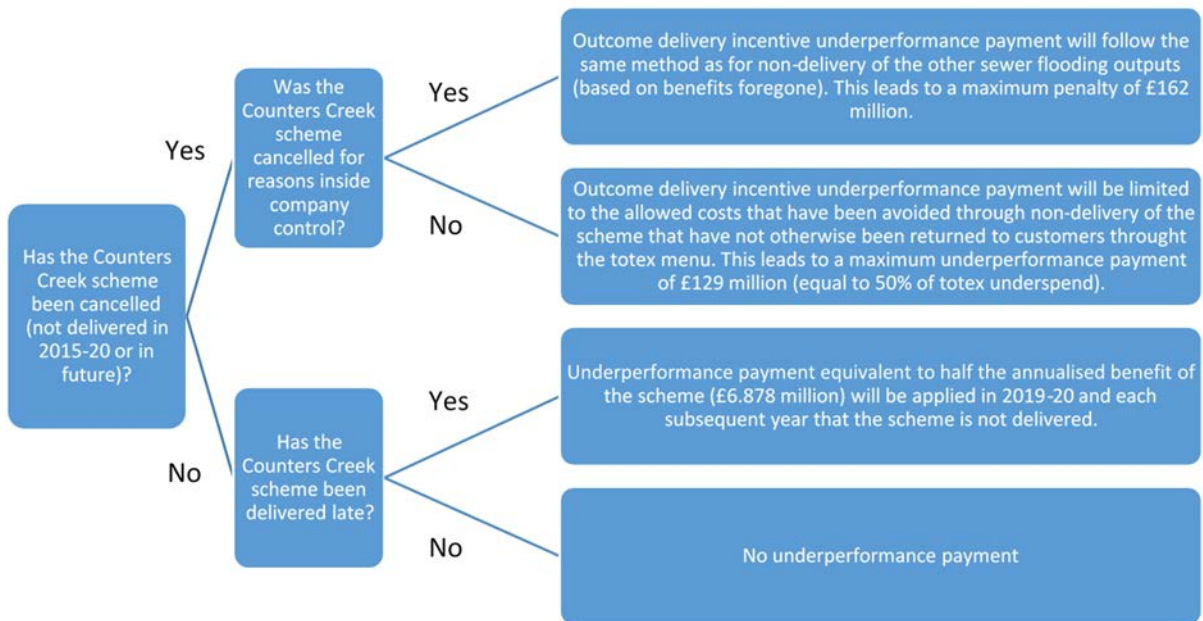 Has the Counters
Creek scheme
been cancelled
(not delivered in
2015-20 or in
future)?
Yes
No
Was the
Counters Creek
scheme
cancelled for
reasons inside
company
control?
Yes
No
Outcome delivery incentive underperformance payment will follow the
same method as for non-delivery of the other sewer flooding outputs
(based on benefits foregone). This leads to a maximum penalty of £162
million.
Outcome delivery incentive underperformance payment will be limited
to the allowed costs that have been avoided through non-delivery of the
scheme that have not otherwise been returned to customers throught
the totex menu. This leads to a maximum underperformance payment
of £129 million (equal to 50% of totex underspend).
Has the
Counters Creek
scheme been
delivered late?
Yes
No
Underperformance payment equivalent to half the annualised benefit of
the scheme (£6.878 million) will be applied in 2019-20 and each
subsequent year that the scheme is not delivered.
No underperformance payment